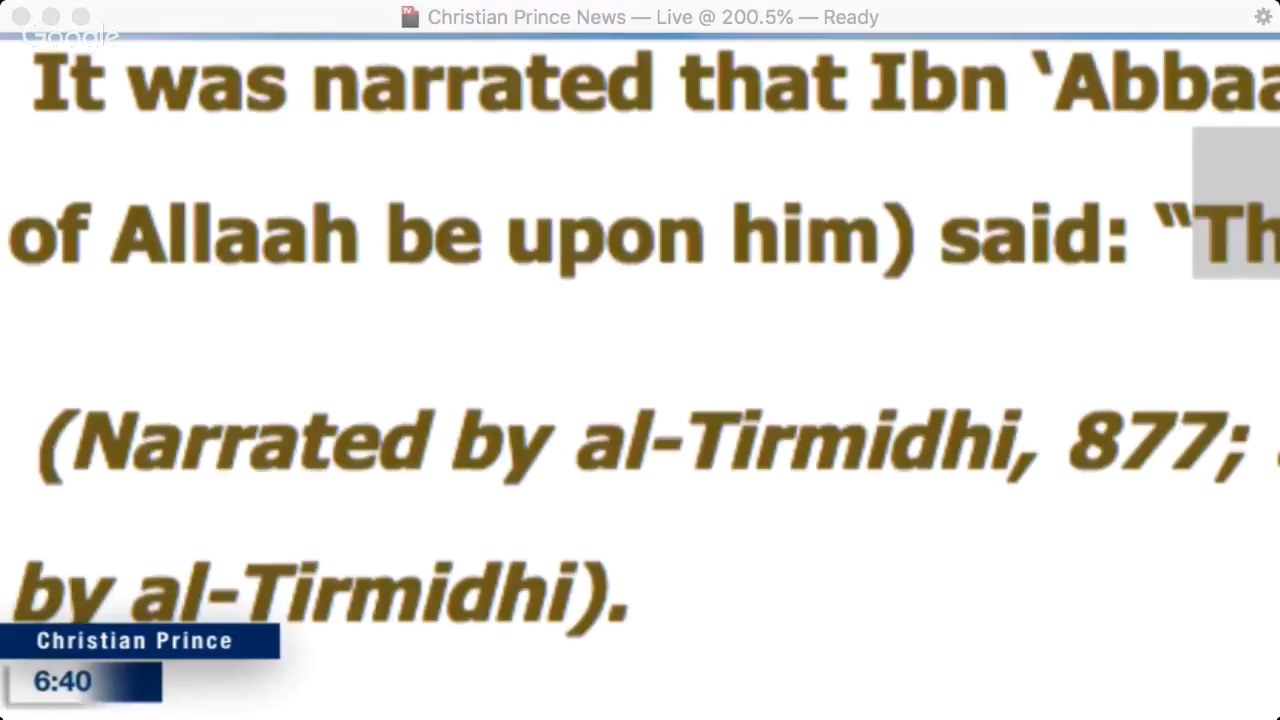 Christian Prince News — Live @ 200.5% — Ready
Google
It was narrated that Ibn ‘Abbaa
of Allaah be upon him) said: “Th
(Narrated by al-Tirmidhi, 877;
by al-Tirmidhi).
Christian Prince
6:40